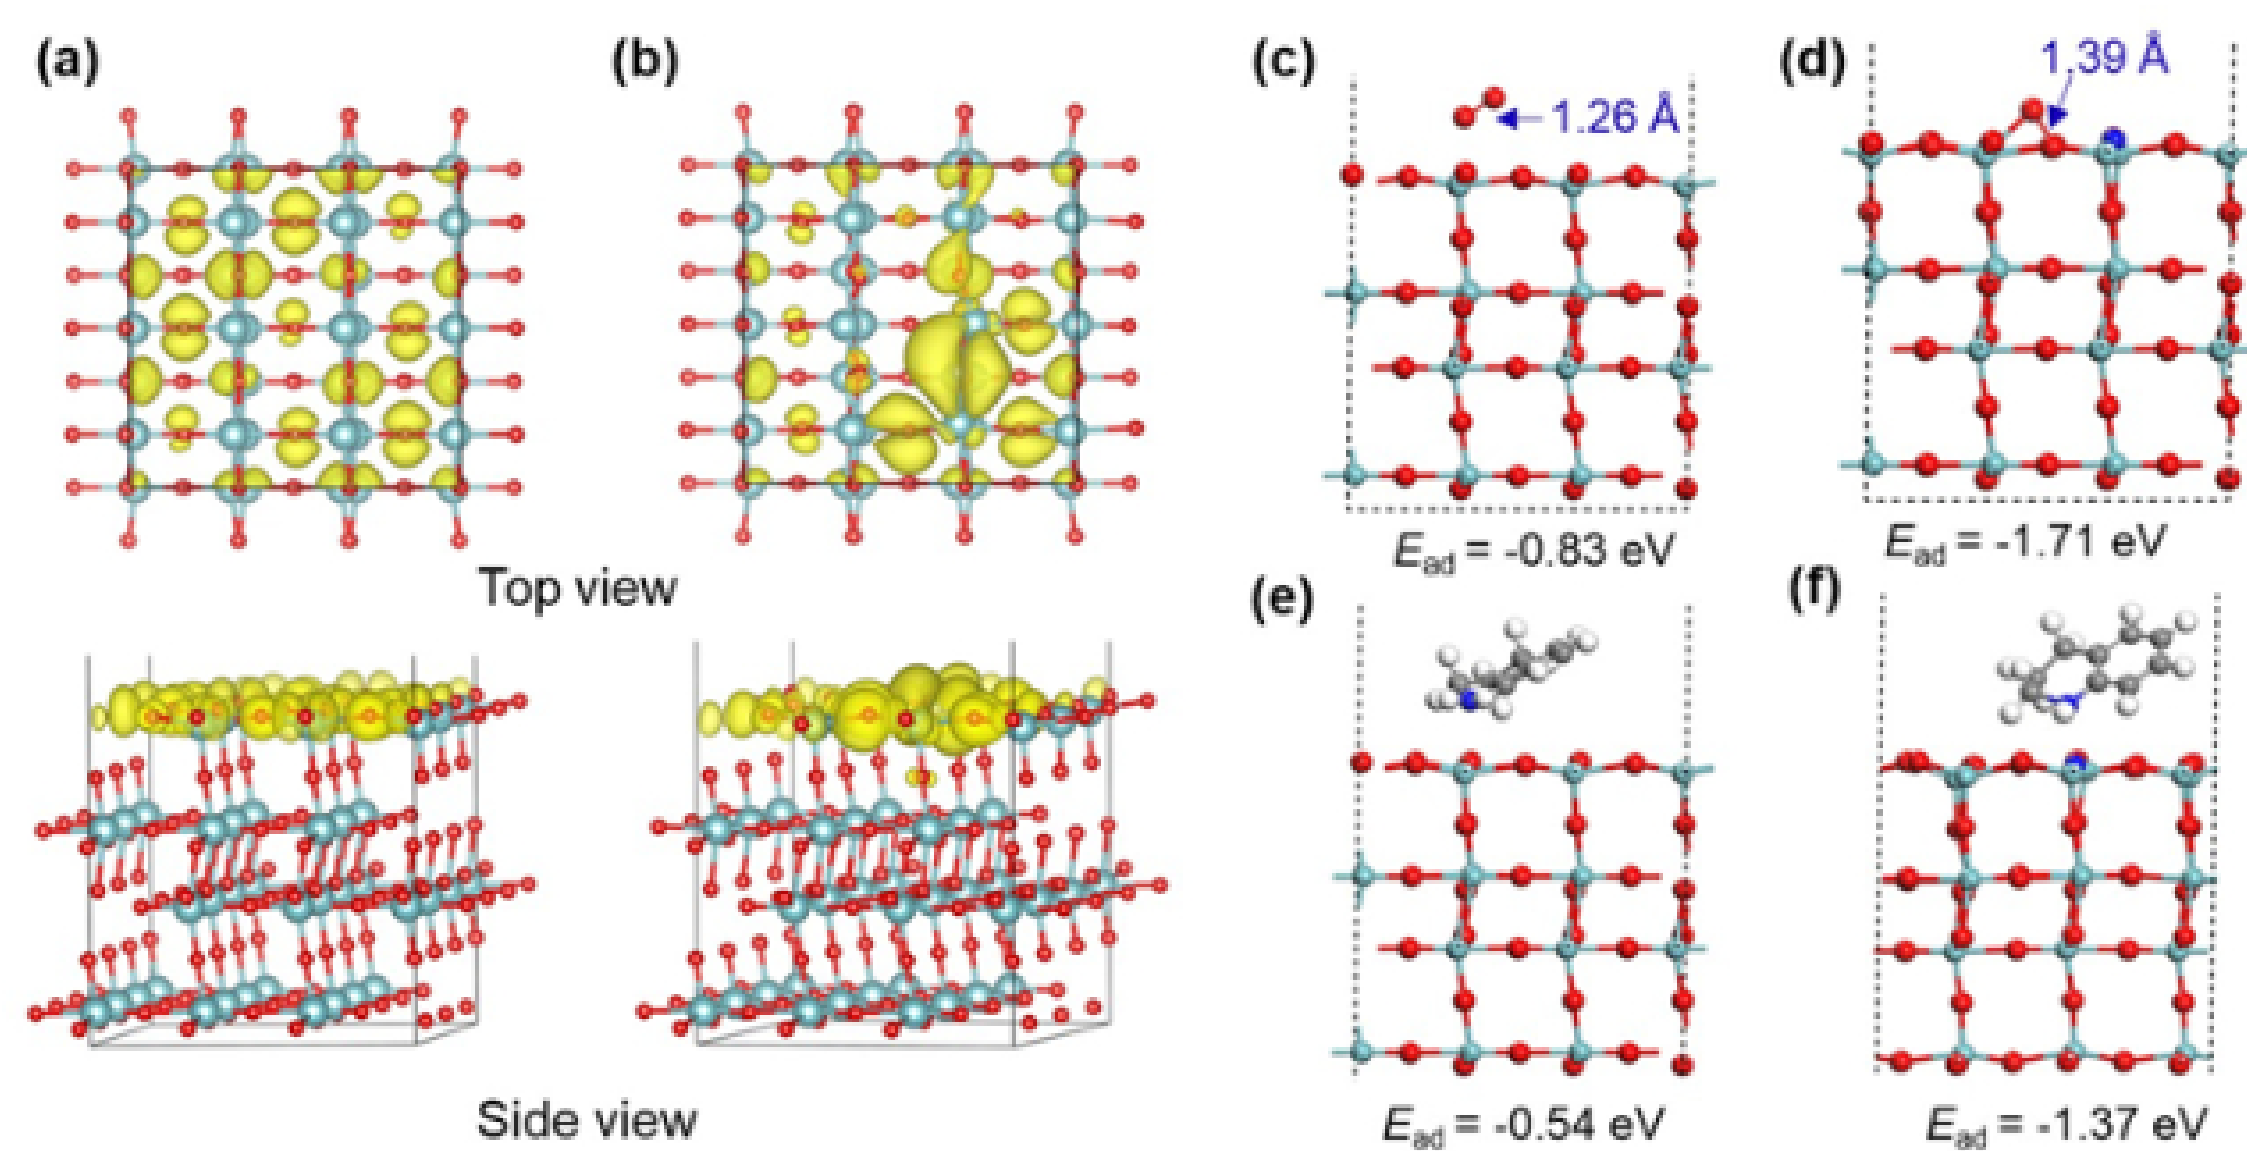 (a)
(b)
Top view
Side view
(c)
1.26 Å
E_ad = -0.83 eV
(d)
1.39 Å
E_ad = -1.71 eV
(e)
E_ad = -0.54 eV
(f)
E_ad = -1.37 eV